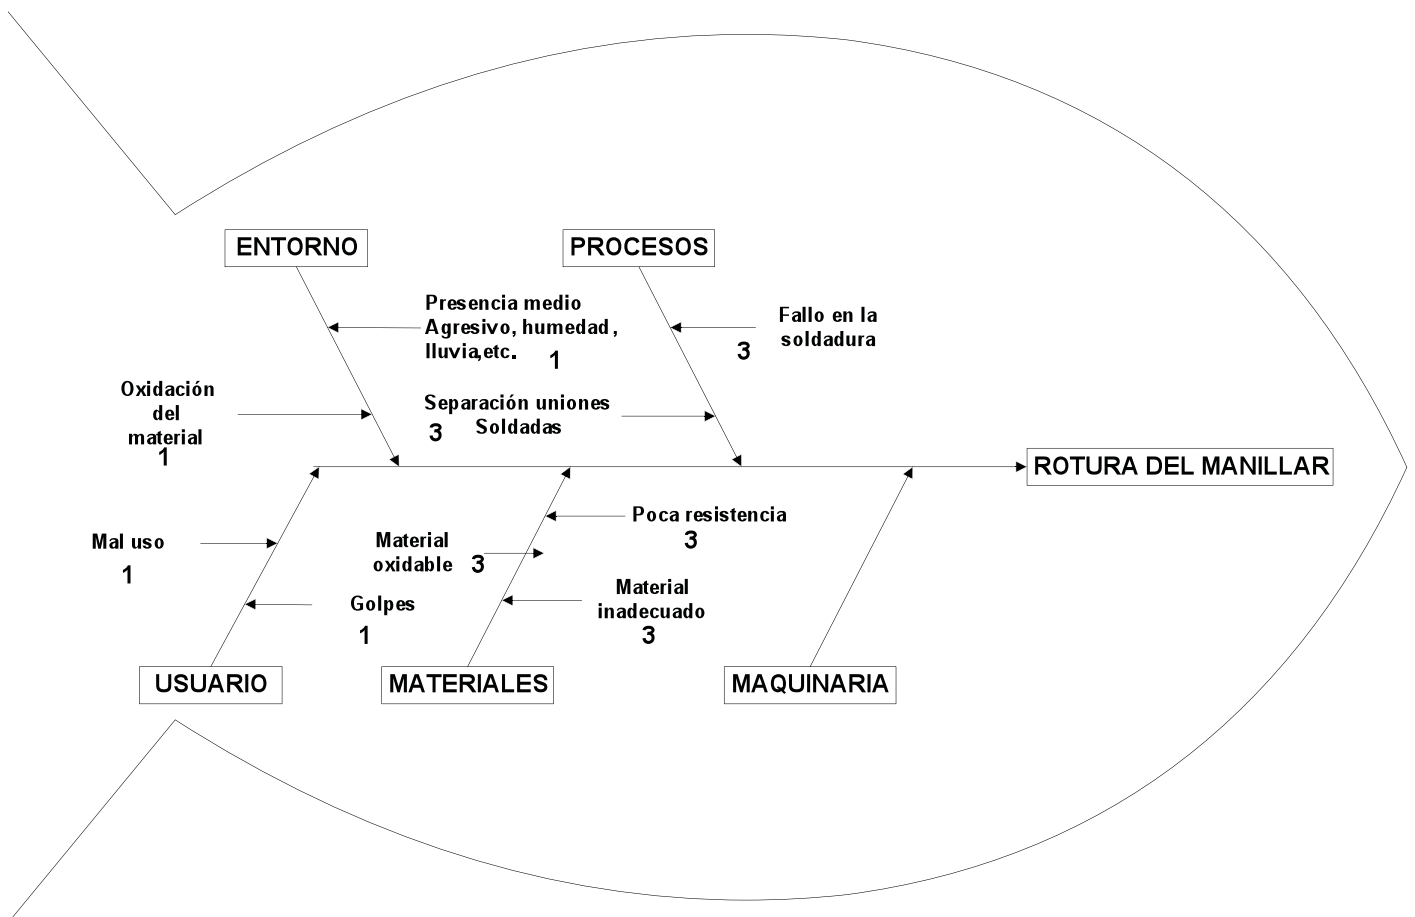 ENTORNO
PROCESOS
Presencia medio
Agresivo, humedad,
lluvia,etc.
1
Fallo en la
soldadura
3
Oxidación
del
material
1
Separación uniones
Soldadas
3
ROTURA DEL MANILLAR
Mal uso
1
Golpes
1
Material
oxidable
3
Poca resistencia
3
Material
inadecuado
3
USUARIO
MATERIALES
MAQUINARIA